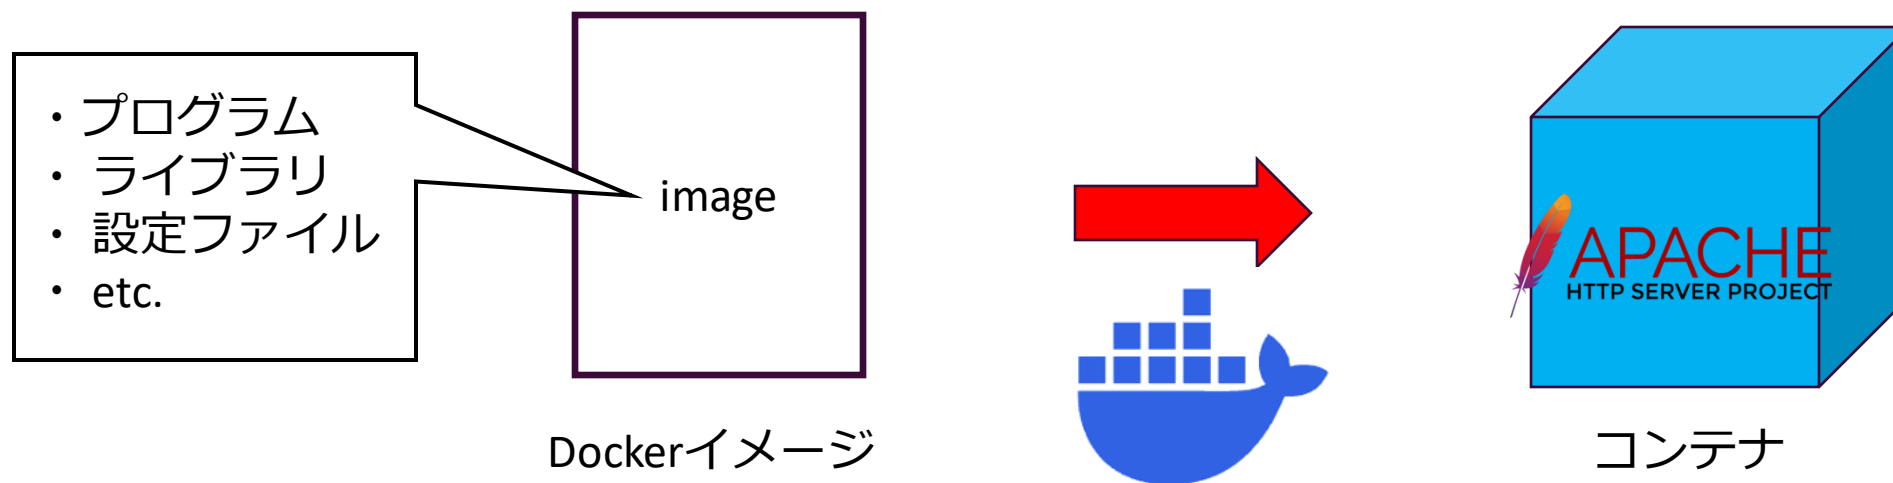 ・プログラム
・ ライブラリ
・ 設定ファイル
・ etc.
image
Dockerイメージ
APACHE
HTTP SERVER PROJECT
コンテナ